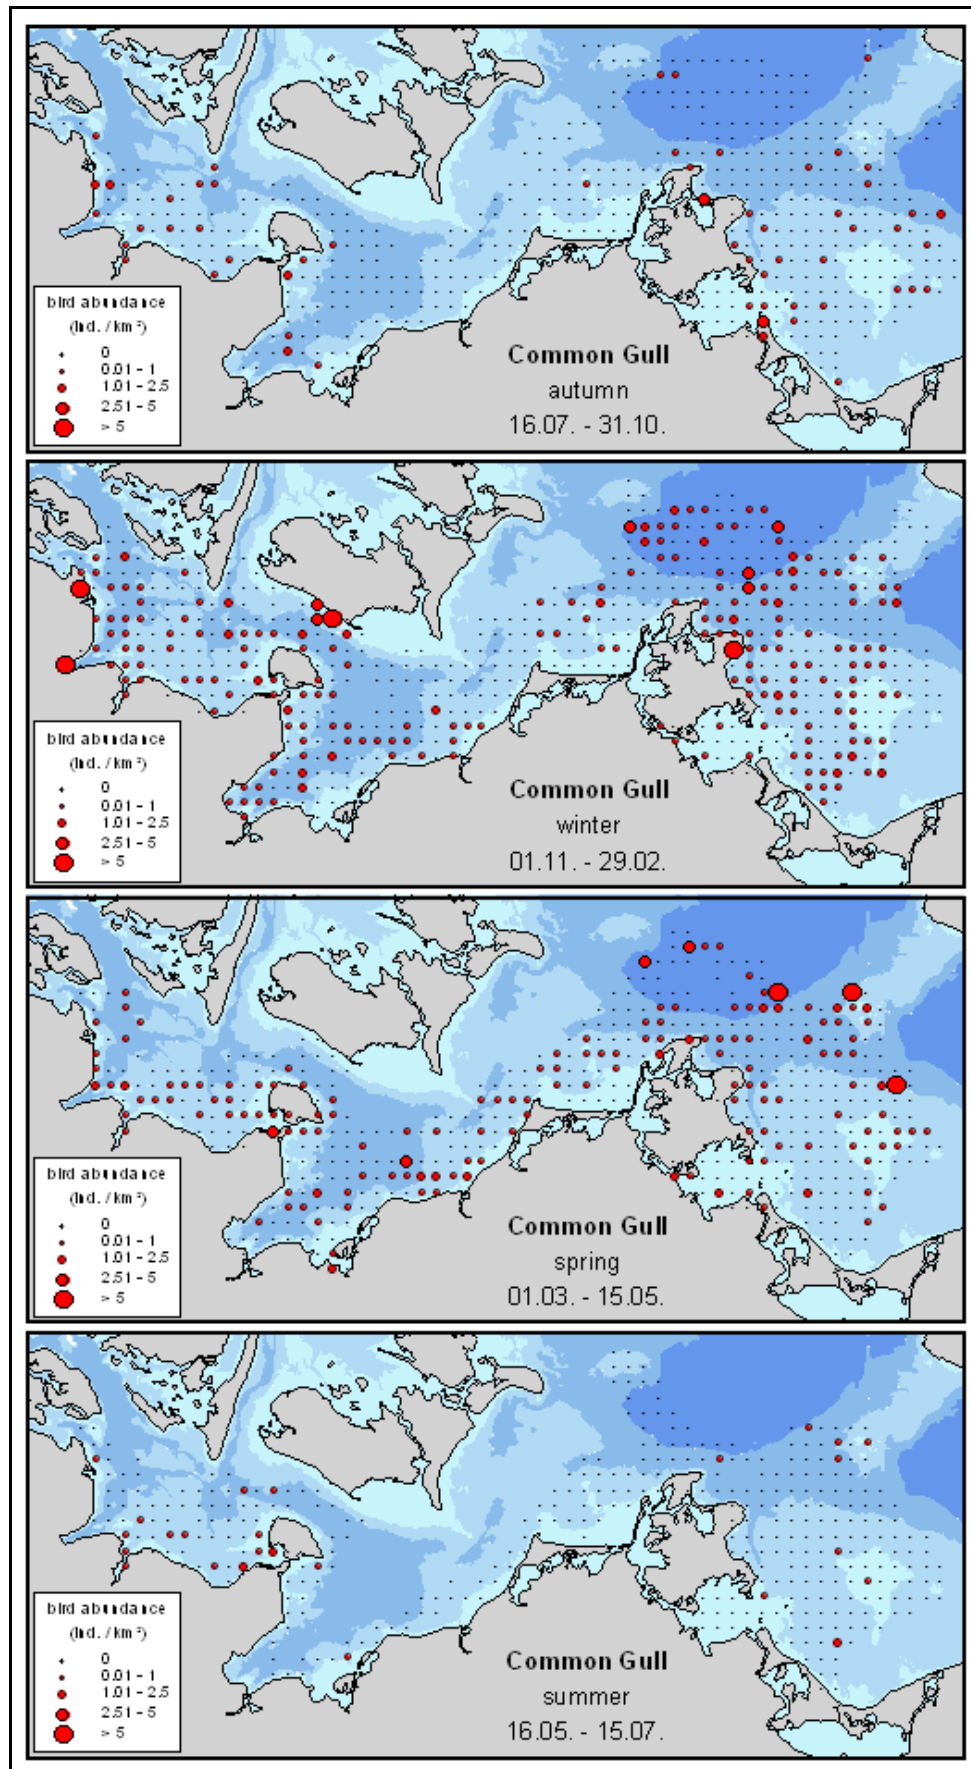 Common Gull
autumn
16.07. - 31.10.
bird abundance
(Ind. / km²)
0
0.01 - 1
1.01 - 2.5
2.51 - 5
> 5
Common Gull
winter
01.11. - 29.02.
bird abundance
(Ind. / km²)
0
0.01 - 1
1.01 - 2.5
2.51 - 5
> 5
Common Gull
spring
01.03. - 15.05.
bird abundance
(Ind. / km²)
0
0.01 - 1
1.01 - 2.5
2.51 - 5
> 5
Common Gull
summer
16.05. - 15.07.
bird abundance
(Ind. / km²)
0
0.01 - 1
1.01 - 2.5
2.51 - 5
> 5